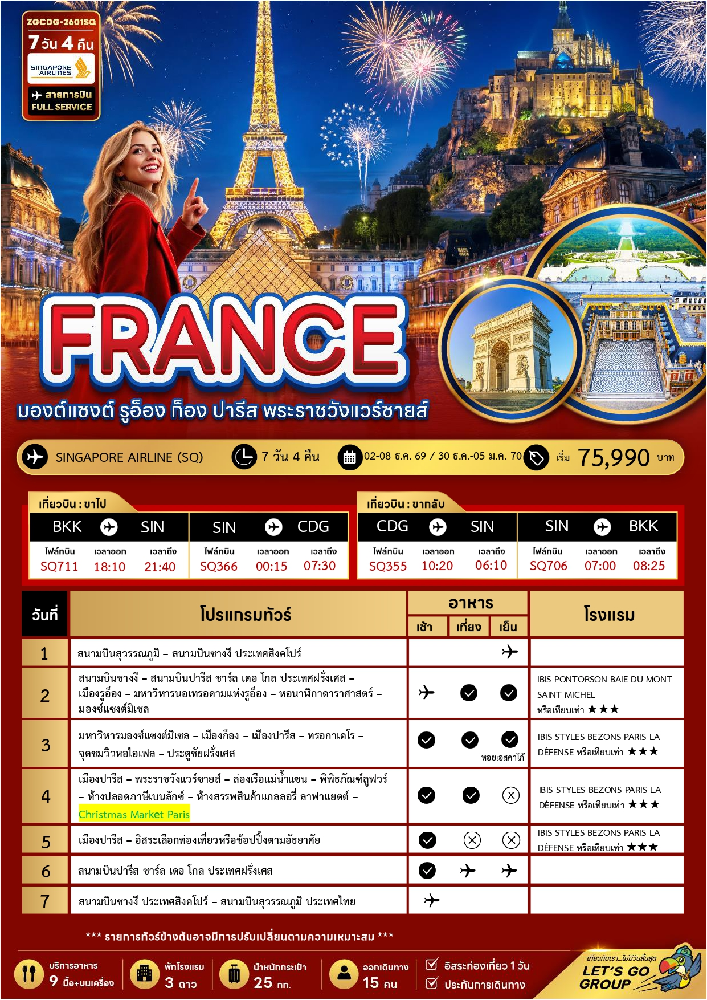 ZGCDG-2601SQ
7 วัน 4 คืน
SINGAPORE AIRLINES
สายการบิน
FULL SERVICE
FRANCE
มองต์แซงต์ รูอ็อง ก็อง ปารีส พระราชวังแวร์ซายส์
SINGAPORE AIRLINE (SQ) 7 วัน 4 คืน 02-08 ธ.ค. 69 / 30 ธ.ค.-05 ม.ค. 70 เริ่ม 75,990 บาท
เที่ยวบิน : ขาไป
BKK SIN SIN CDG
ไฟล์ทบิน เวลาออก เวลาถึง ไฟล์ทบิน เวลาออก เวลาถึง
SQ711 18:10 21:40 SQ366 00:15 07:30
เที่ยวบิน : ขากลับ
CDG SIN SIN BKK
ไฟล์ทบิน เวลาออก เวลาถึง ไฟล์ทบิน เวลาออก เวลาถึง
SQ355 10:20 06:10 SQ706 07:00 08:25
วันที่ โปรแกรมทัวร์ อาหาร โรงแรม
เช้า เที่ยง เย็น
1 สนามบินสุวรรณภูมิ – สนามบินชางงี ประเทศสิงคโปร์
2 สนามบินชางงี – สนามบินปารีส ชาร์ล เดอ โกล ประเทศฝรั่งเศส –
เมืองรูอ็อง – มหาวิหารนอเทรอดามแห่งรูอ็อง – หอนาฬิกาดาราศาสตร์ –
มองซ์แซงต์มิเชล
IBIS PONTORSON BAIE DU MONT
SAINT MICHEL
หรือเทียบเท่า ★★★
3 มหาวิหารมองซ์แซงต์มิเชล – เมืองก็อง – เมืองปารีส – ทรอกาเดโร –
จุดชมวิวหอไอเฟล – ประตูชัยฝรั่งเศส
หอยเอสคาโก้
IBIS STYLES BEZONS PARIS LA
DÉFENSE หรือเทียบเท่า ★★★
4 เมืองปารีส – พระราชวังแวร์ซายส์ – ล่องเรือแม่น้ำแซน – พิพิธภัณฑ์ลูฟวร์
– ห้างปลอดภาษีเบนลักซ์ – ห้างสรรพสินค้าแกลลอรี่ ลาฟาแยตต์ –
Christmas Market Paris
IBIS STYLES BEZONS PARIS LA
DÉFENSE หรือเทียบเท่า ★★★
5 เมืองปารีส – อิสระเลือกท่องเที่ยวหรือช้อปปิ้งตามอัธยาศัย
IBIS STYLES BEZONS PARIS LA
DÉFENSE หรือเทียบเท่า ★★★
6 สนามบินปารีส ชาร์ล เดอ โกล ประเทศฝรั่งเศส
7 สนามบินชางงี ประเทศสิงคโปร์ – สนามบินสุวรรณภูมิ ประเทศไทย
*** รายการทัวร์ข้างต้นอาจมีการปรับเปลี่ยนตามความเหมาะสม ***
บริการอาหาร
9 มื้อ+บนเครื่อง
พักโรงแรม
3 ดาว
น้ำหนักกระเป๋า
25 กก.
ออกเดินทาง
15 คน
อิสระท่องเที่ยว 1 วัน
ประกันการเดินทาง
เที่ยวกับเรา...ไม่มีวันสิ้นสุด
LET'S GO
GROUP